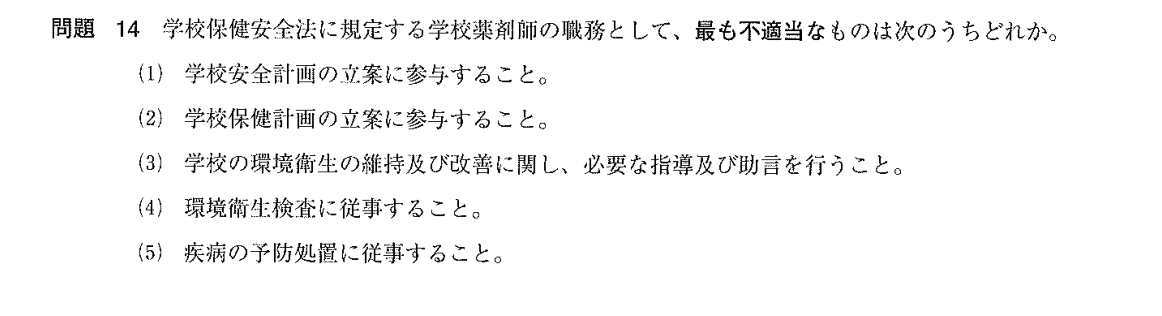 問題 14 学校保健安全法に規定する学校薬剤師の職務として、最も不適当なものは次のうちどれか。
(1) 学校安全計画の立案に参与すること。
(2) 学校保健計画の立案に参与すること。
(3) 学校の環境衛生の維持及び改善に関し、必要な指導及び助言を行うこと。
(4) 環境衛生検査に従事すること。
(5) 疾病の予防処置に従事すること。